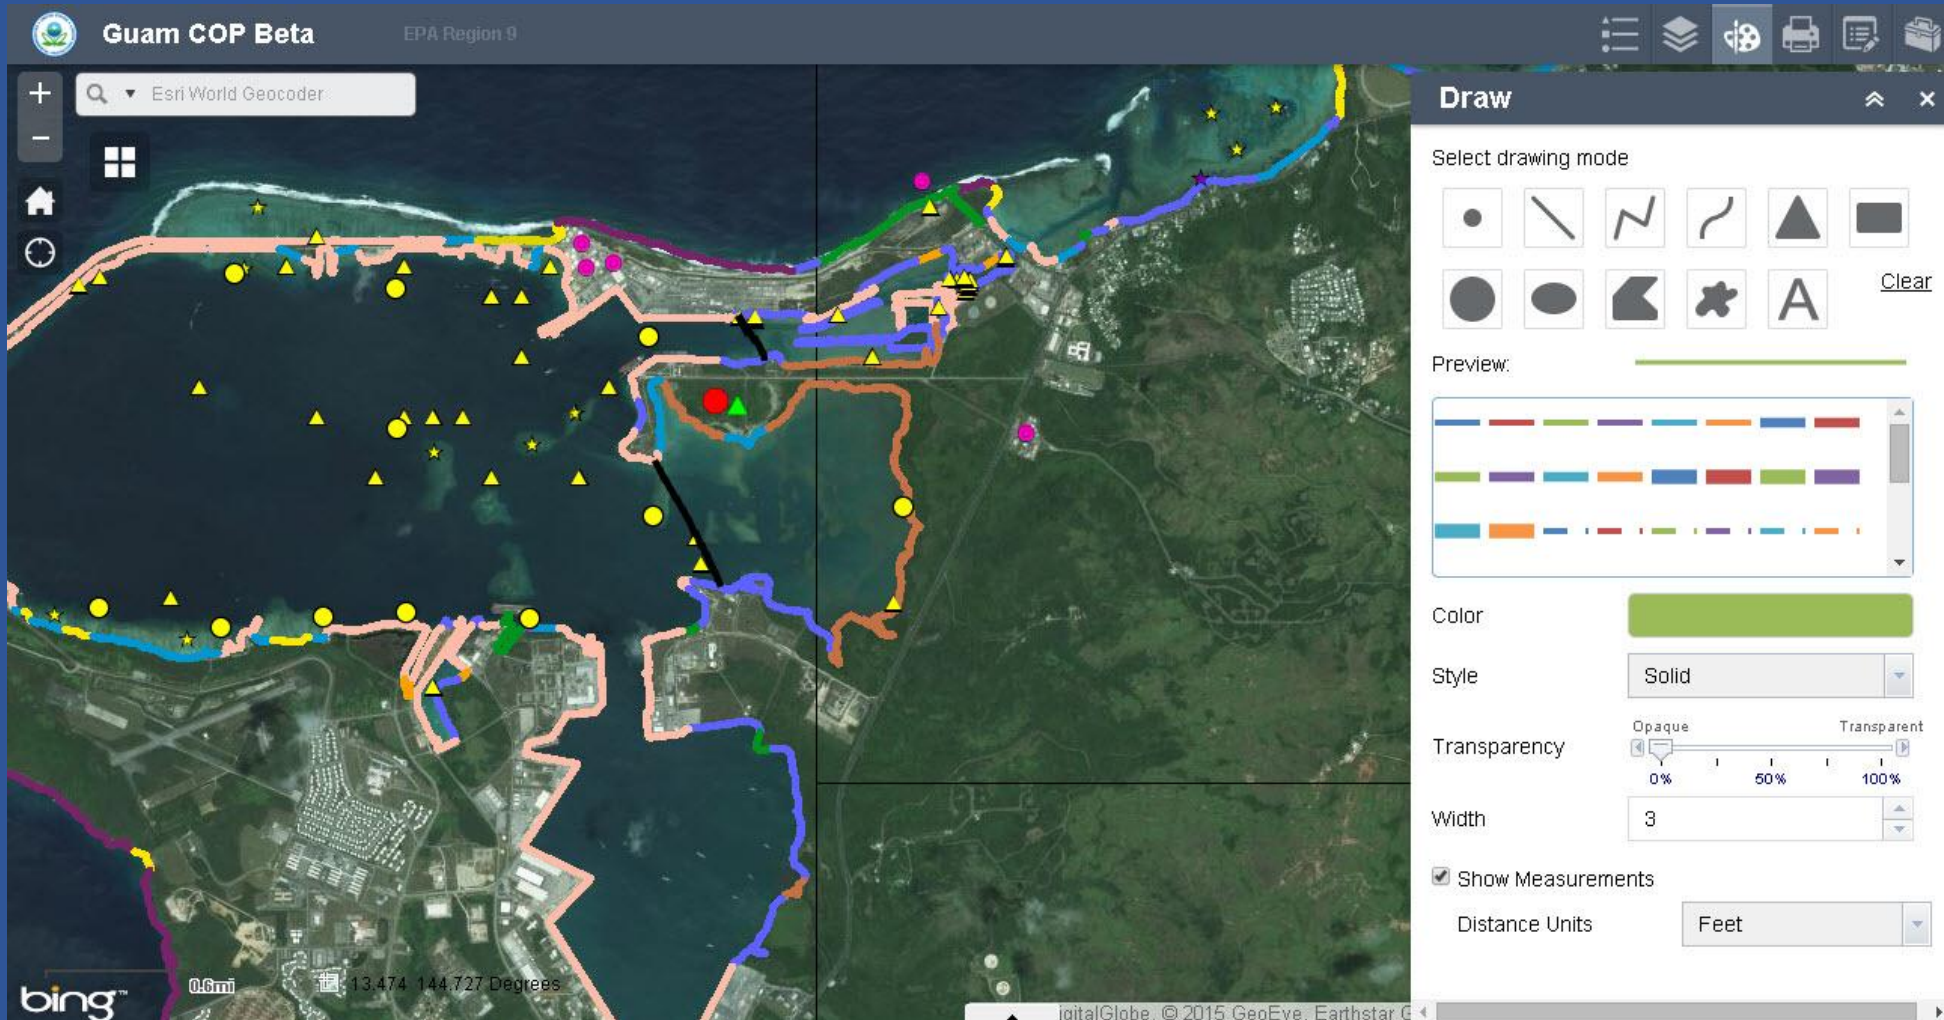 Guam COP Beta
EPA Region 9
Esri World Geocoder
Draw
Select drawing mode
A
Clear
Preview:
Color
Style
Solid
Transparency
Opaque
Transparent
0%
50%
100%
Width
3
Show Measurements
Distance Units
Feet
0.6mi
13.474 144.727 Degrees
bing™
igitalGlobe, © 2015 GeoEye, Earthstar G